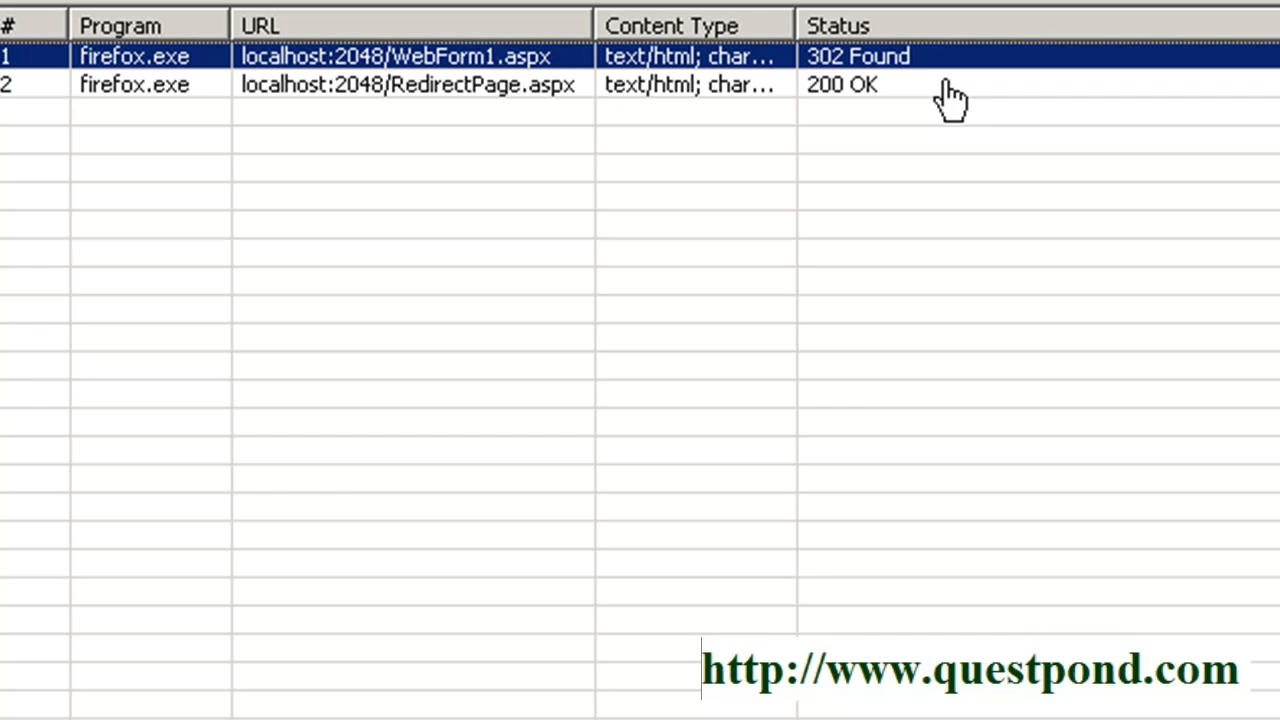 # Program URL Content Type Status
1 firefox.exe localhost:2048/WebForm1.aspx text/html; char... 302 Found
2 firefox.exe localhost:2048/RedirectPage.aspx text/html; char... 200 OK
http://www.questpond.com